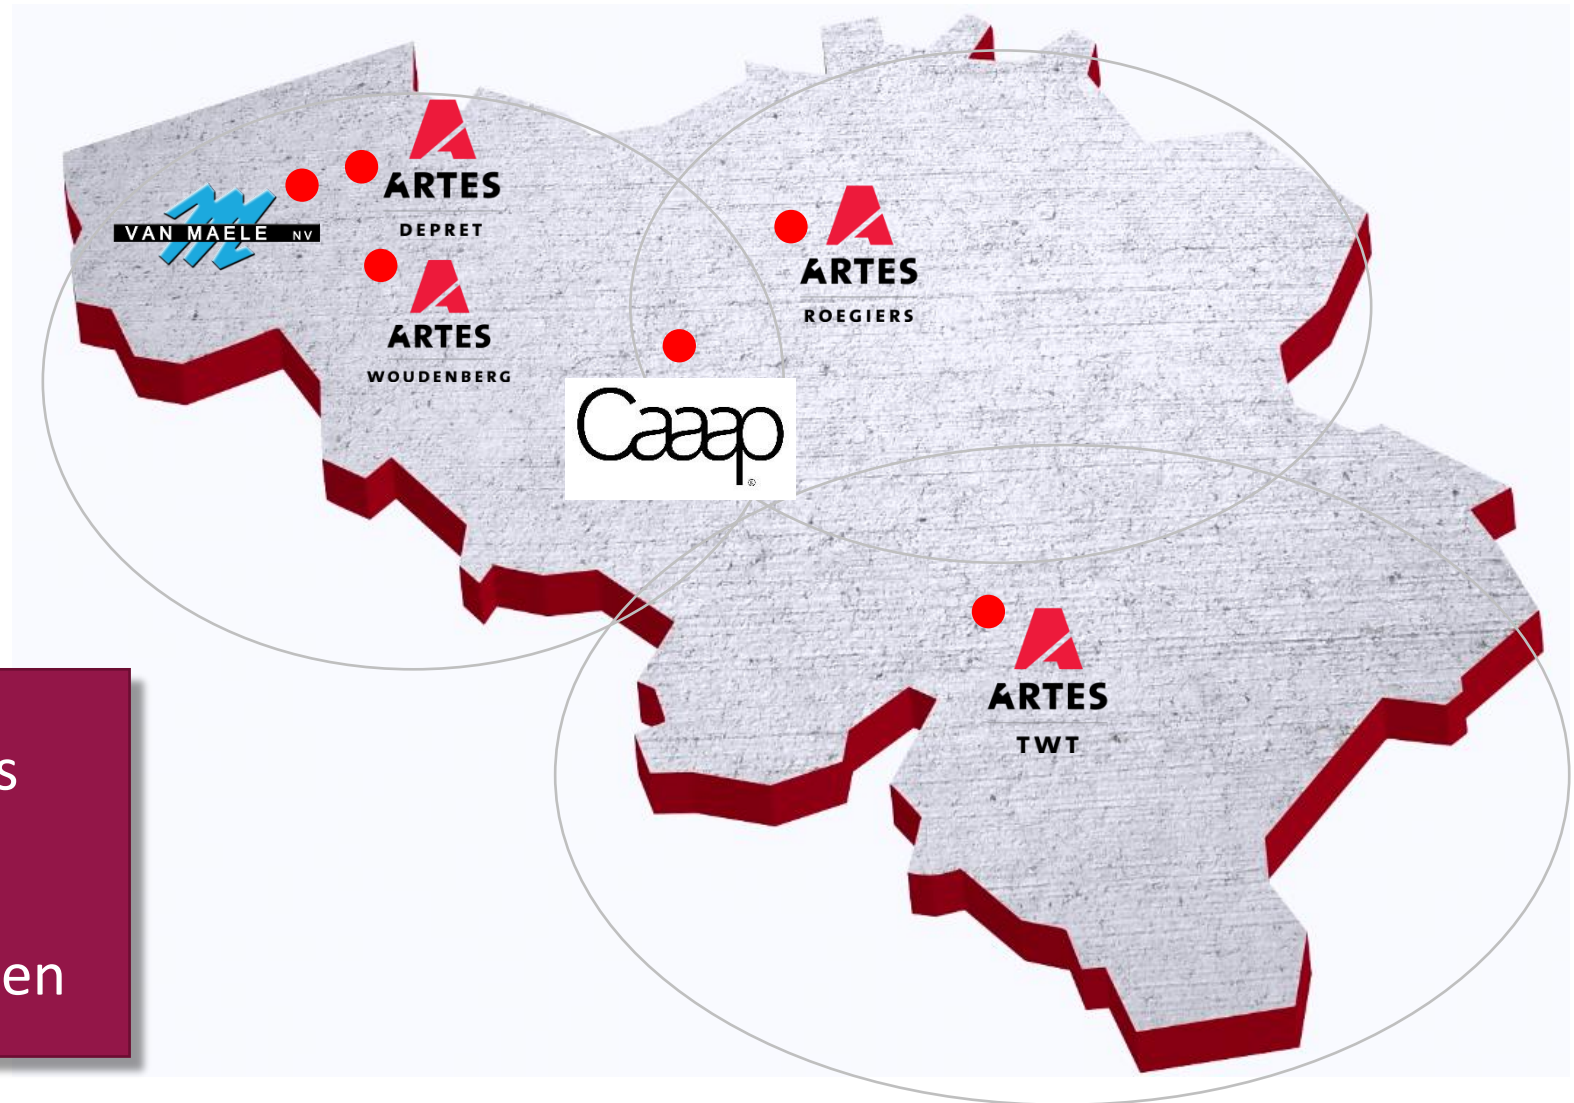 ARTES
DEPRET
VAN MAELE NV
ARTES
WOUDENBERG
ARTES
ROEGIERS
Caaap
®
ARTES
TWT
s
en